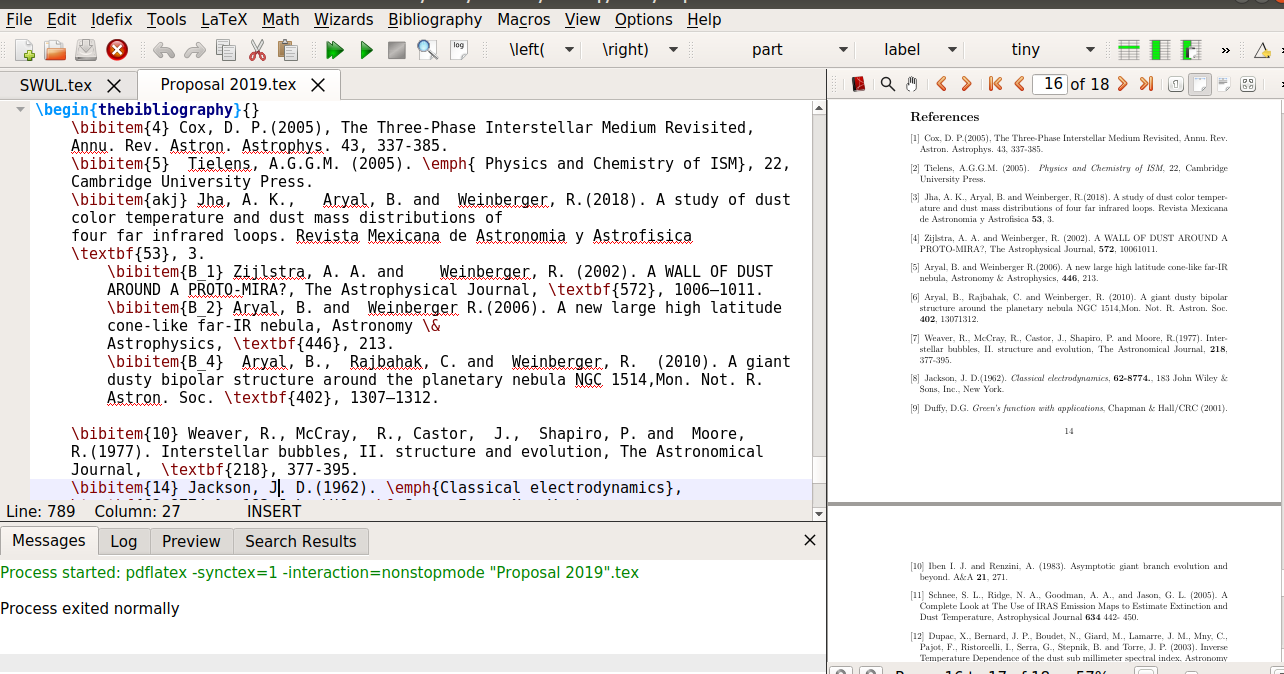 File Edit Idefix Tools LaTeX Math Wizards Bibliography Macros View Options Help
log \left( \right) part label tiny »
SWUL.tex Proposal 2019.tex
16 of 18
\begin{thebibliography}{}
\bibitem{4} Cox, D. P.(2005), The Three-Phase Interstellar Medium Revisited,
Annu. Rev. Astron. Astrophys. 43, 337-385.
\bibitem{5} Tielens, A.G.G.M. (2005). \emph{ Physics and Chemistry of ISM}, 22,
Cambridge University Press.
\bibitem{akj} Jha, A. K., Aryal, B. and Weinberger, R.(2018). A study of dust
color temperature and dust mass distributions of
four far infrared loops. Revista Mexicana de Astronomia y Astrofisica
\textbf{53}, 3.
\bibitem{B_1} Zijlstra, A. A. and Weinberger, R. (2002). A WALL OF DUST
AROUND A PROTO-MIRA?, The Astrophysical Journal, \textbf{572}, 1006–1011.
\bibitem{B_2} Aryal, B. and Weinberger R.(2006). A new large high latitude
cone-like far-IR nebula, Astronomy \&
Astrophysics, \textbf{446}, 213.
\bibitem{B_4} Aryal, B., Rajbahak, C. and Weinberger, R. (2010). A giant
dusty bipolar structure around the planetary nebula NGC 1514,Mon. Not. R.
Astron. Soc. \textbf{402}, 1307–1312.
\bibitem{10} Weaver, R., McCray, R., Castor, J., Shapiro, P. and Moore,
R.(1977). Interstellar bubbles, II. structure and evolution, The Astronomical
Journal, \textbf{218}, 377-395.
\bibitem{14} Jackson, J. D.(1962). \emph{Classical electrodynamics},
Line: 789 Column: 27 INSERT
Messages Log Preview Search Results
Process started: pdflatex -synctex=1 -interaction=nonstopmode "Proposal 2019".tex
Process exited normally
References
[1] Cox, D. P.(2005), The Three-Phase Interstellar Medium Revisited, Annu. Rev.
Astron. Astrophys. 43, 337-385.
[2] Tielens, A.G.G.M. (2005). Physics and Chemistry of ISM, 22, Cambridge
University Press.
[3] Jha, A. K., Aryal, B. and Weinberger, R.(2018). A study of dust color temper-
ature and dust mass distributions of four far infrared loops. Revista Mexicana
de Astronomia y Astrofisica 53, 3.
[4] Zijlstra, A. A. and Weinberger, R. (2002). A WALL OF DUST AROUND A
PROTO-MIRA?, The Astrophysical Journal, 572, 10061011.
[5] Aryal, B. and Weinberger R.(2006). A new large high latitude cone-like far-IR
nebula, Astronomy & Astrophysics, 446, 213.
[6] Aryal, B., Rajbahak, C. and Weinberger, R. (2010). A giant dusty bipolar
structure around the planetary nebula NGC 1514,Mon. Not. R. Astron. Soc.
402, 13071312.
[7] Weaver, R., McCray, R., Castor, J., Shapiro, P. and Moore, R.(1977). Inter-
stellar bubbles, II. structure and evolution, The Astronomical Journal, 218,
377-395.
[8] Jackson, J. D.(1962). Classical electrodynamics, 62-8774., 183 John Wiley &
Sons, Inc., New York.
[9] Duffy, D.G. Green's function with applications, Chapman & Hall/CRC (2001).
14
[10] Iben I. J. and Renzini, A. (1983). Asymptotic giant branch evolution and
beyond. A&A 21, 271.
[11] Schnee, S. L., Ridge, N. A., Goodman, A. A., and Jason, G. L. (2005). A
Complete Look at The Use of IRAS Emission Maps to Estimate Extinction and
Dust Temperature, Astrophysical Journal 634 442- 450.
[12] Dupac, X., Bernard, J. P., Boudet, N., Giard, M., Lamarre, J. M., Mny, C.,
Pajot, F., Ristorcelli, I., Serra, G., Stepnik, B. and Torre, J. P. (2003). Inverse
Temperature Dependence of the dust sub millimeter spectral index. Astronomy